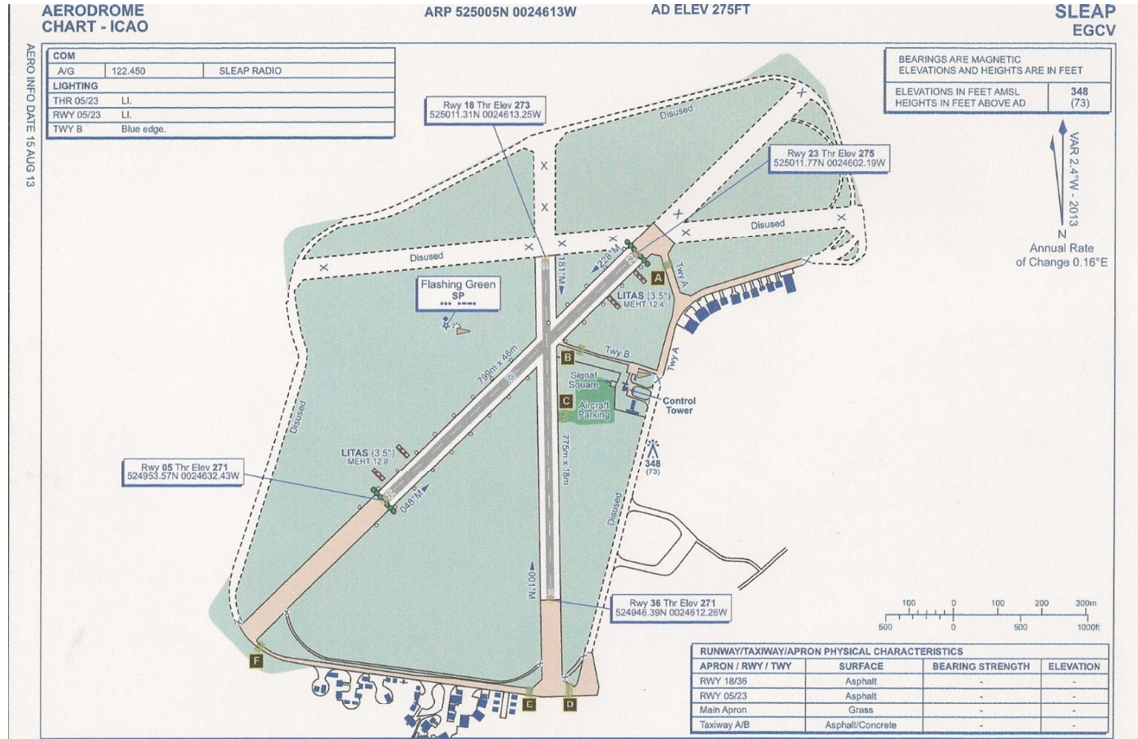 AERODROME
CHART - ICAO
ARP 525005N 0024613W
AD ELEV 275FT
SLEAP
EGCV
AERO INFO DATE 15 AUG 13
COM
A/G 122.450 SLEAP RADIO
LIGHTING
THR 05/23 LI.
RWY 05/23 LI.
TWY B Blue edge.
BEARINGS ARE MAGNETIC
ELEVATIONS AND HEIGHTS ARE IN FEET
ELEVATIONS IN FEET AMSL 348
HEIGHTS IN FEET ABOVE AD (73)
VAR 2.4°W - 2013
N
Annual Rate
of Change 0.16°E
Rwy 18 Thr Elev 273
525011.31N 0024613.25W
Disused
Rwy 23 Thr Elev 275
525011.77N 0024602.19W
Disused
Disused
181°M
228°M
A
Twy A
LITAS (3.5°)
MEHT 12.4
Flashing Green
SP
799m x 46m
B
Twy B
Twy A
Signal
Square
C
Aircraft
Parking
Control
Tower
Disused
775m x 18m
348
(73)
LITAS (3.5°)
MEHT 12.8
Rwy 05 Thr Elev 271
524953.57N 0024632.43W
048°M
Disused
001°M
Rwy 36 Thr Elev 271
524946.39N 0024612.26W
100 0 100 200 300m
500 0 500 1000ft
F
E
D
RUNWAY/TAXIWAY/APRON PHYSICAL CHARACTERISTICS
APRON / RWY / TWY SURFACE BEARING STRENGTH ELEVATION
RWY 18/36 Asphalt - -
RWY 05/23 Asphalt - -
Main Apron Grass - -
Taxiway A/B Asphalt/Concrete - -